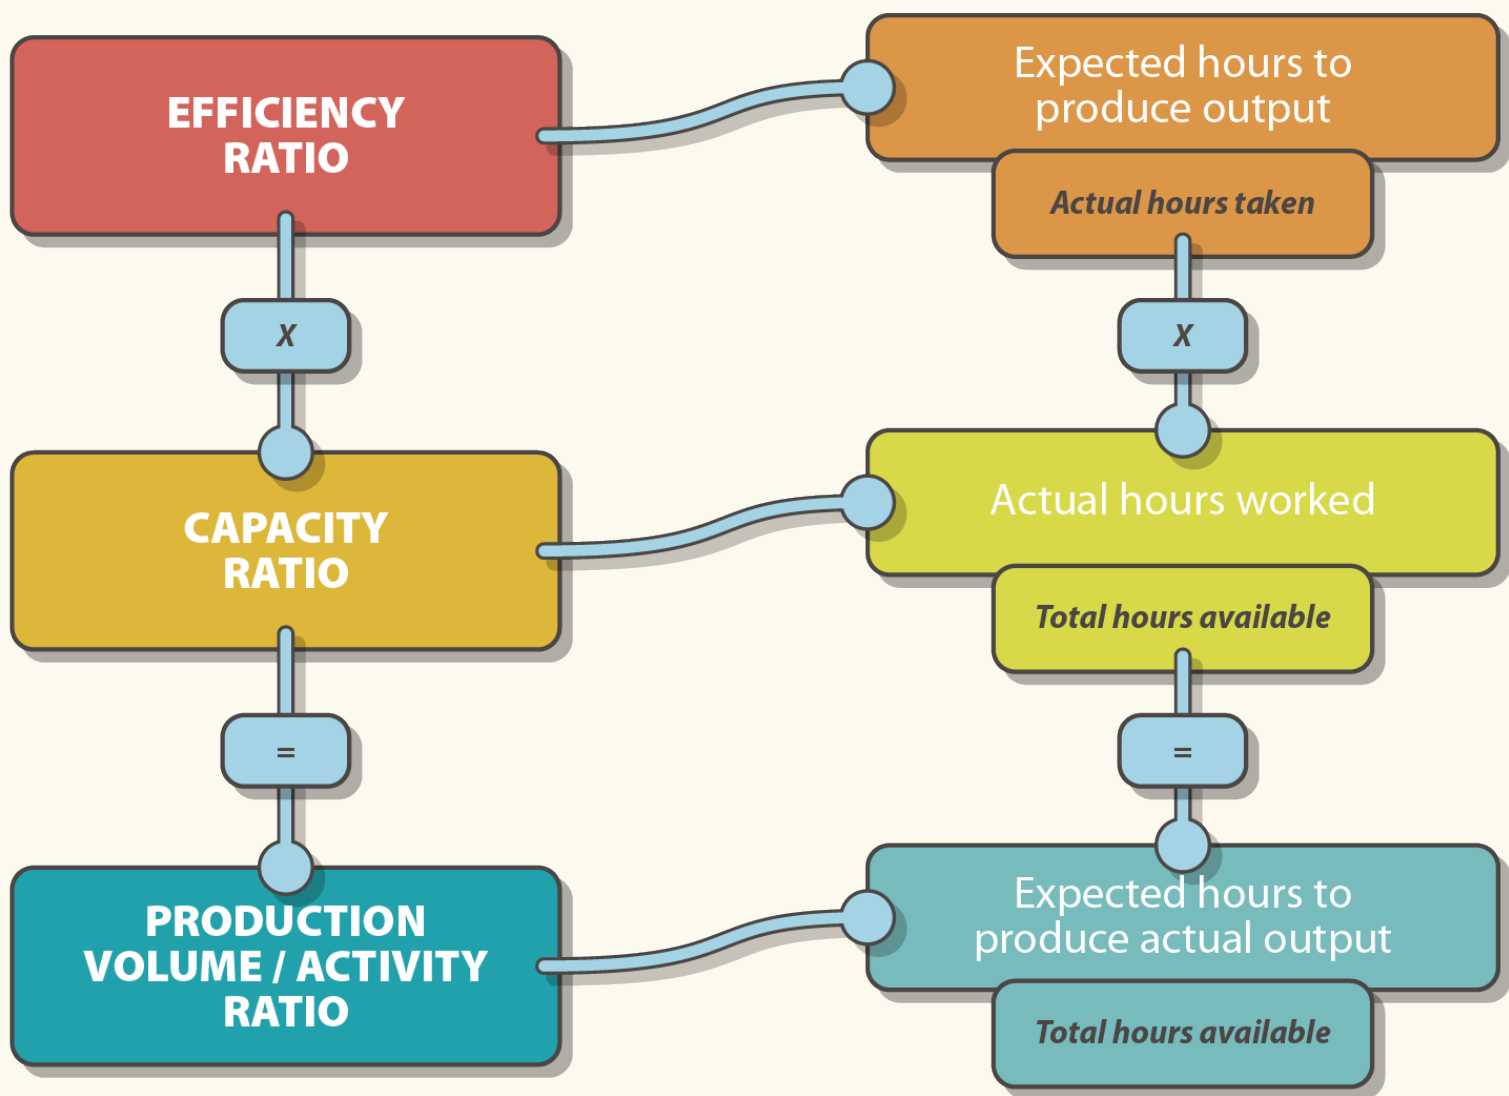 EFFICIENCY
RATIO
Expected hours to
produce output
Actual hours taken
X
X
CAPACITY
RATIO
Actual hours worked
Total hours available
=
=
PRODUCTION
VOLUME / ACTIVITY
RATIO
Expected hours to
produce actual output
Total hours available